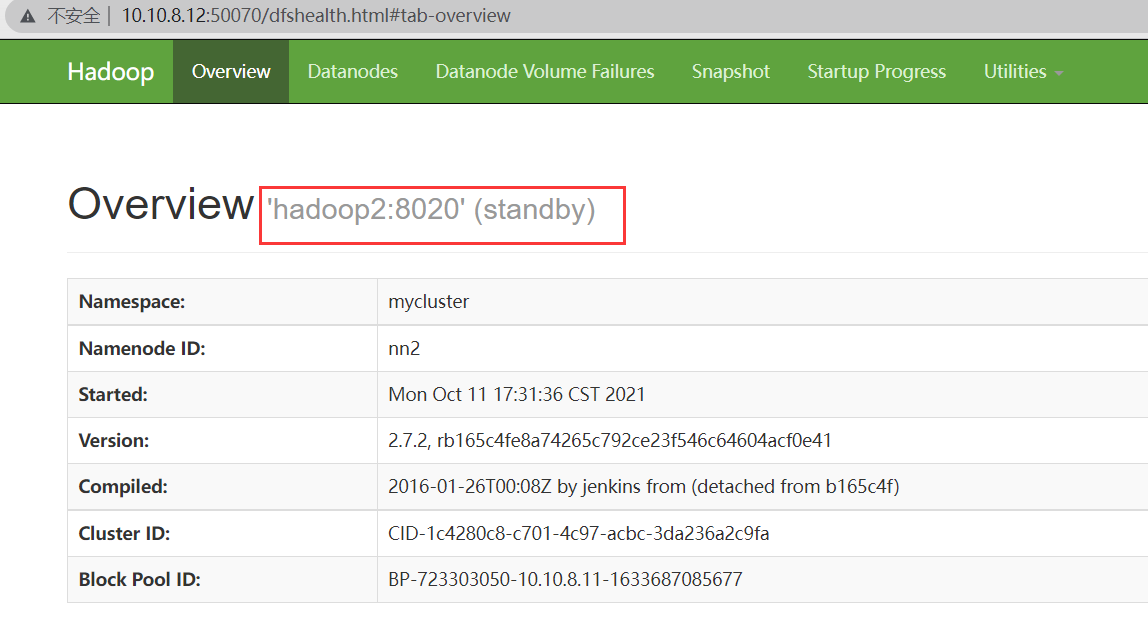 不安全 | 10.10.8.12:50070/dfshealth.html#tab-overview
Hadoop Overview Datanodes Datanode Volume Failures Snapshot Startup Progress Utilities
Overview 'hadoop2:8020' (standby)
Namespace: mycluster
Namenode ID: nn2
Started: Mon Oct 11 17:31:36 CST 2021
Version: 2.7.2, rb165c4fe8a74265c792ce23f546c64604acf0e41
Compiled: 2016-01-26T00:08Z by jenkins from (detached from b165c4f)
Cluster ID: CID-1c4280c8-c701-4c97-acbc-3da236a2c9fa
Block Pool ID: BP-723303050-10.10.8.11-1633687085677